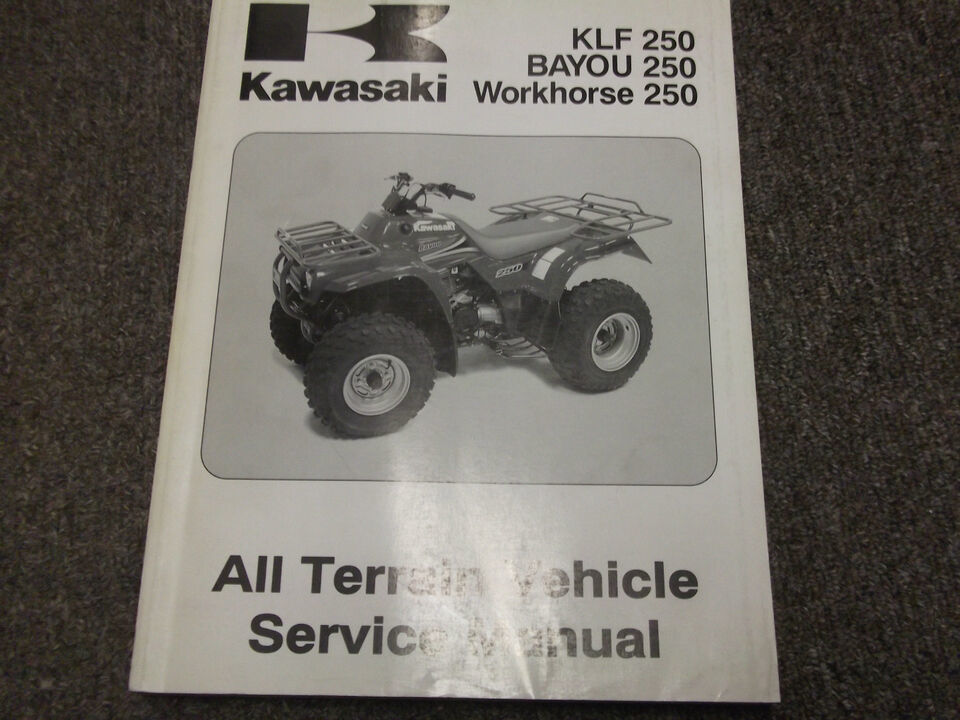 KLF 250
BAYOU 250
Kawasaki Workhorse 250
Kawasaki
BAYOU
250
All Terrain Vehicle
Service Manual